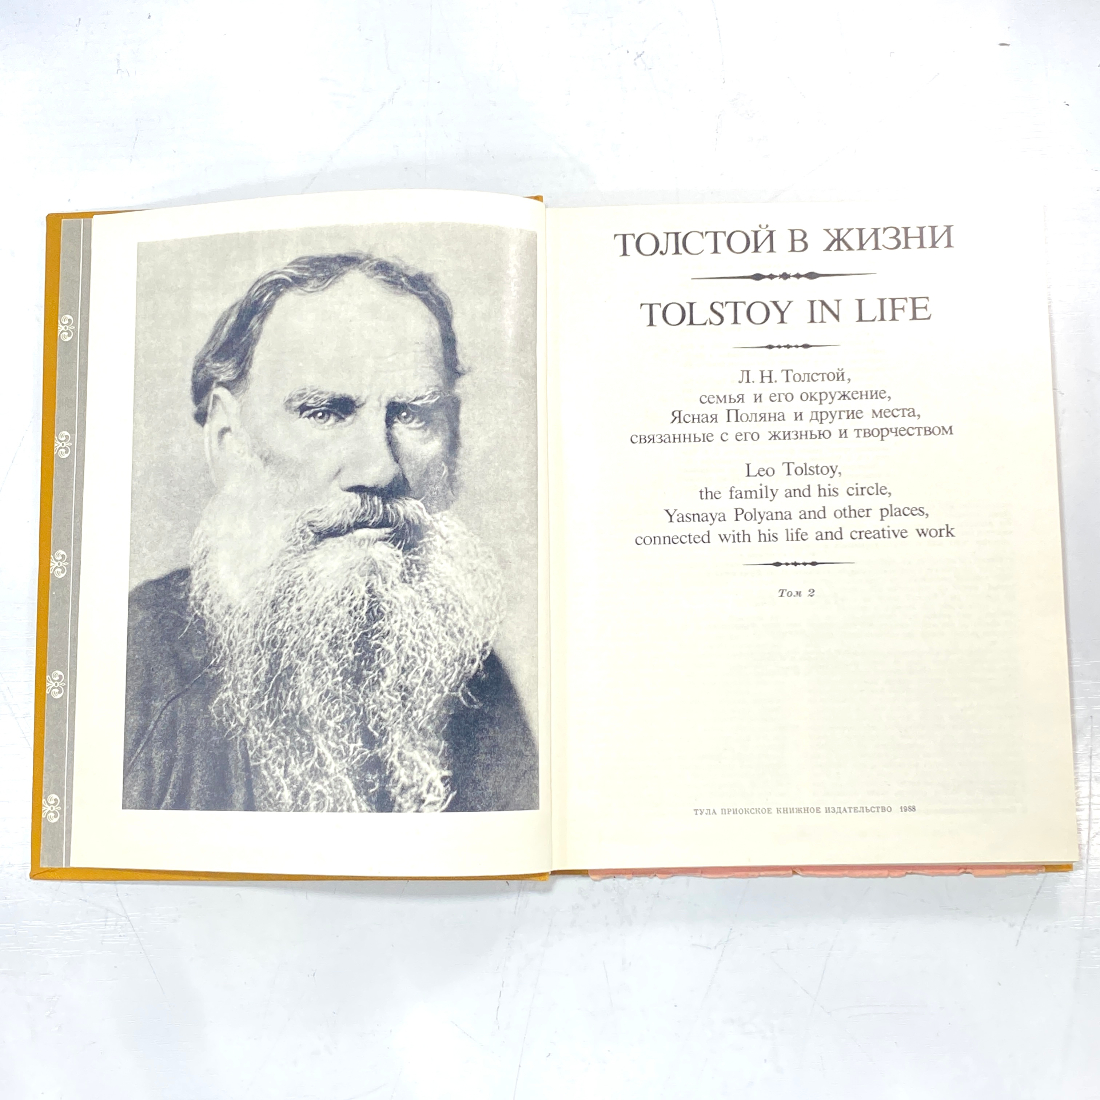 ТОЛСТОЙ В ЖИЗНИ
TOLSTOY IN LIFE
Л. Н. Толстой,
семья и его окружение,
Ясная Поляна и другие места,
связанные с его жизнью и творчеством
Leo Tolstoy,
the family and his circle,
Yasnaya Polyana and other places,
connected with his life and creative work
Том 2
ТУЛА ПРИОКСКОЕ КНИЖНОЕ ИЗДАТЕЛЬСТВО 1988